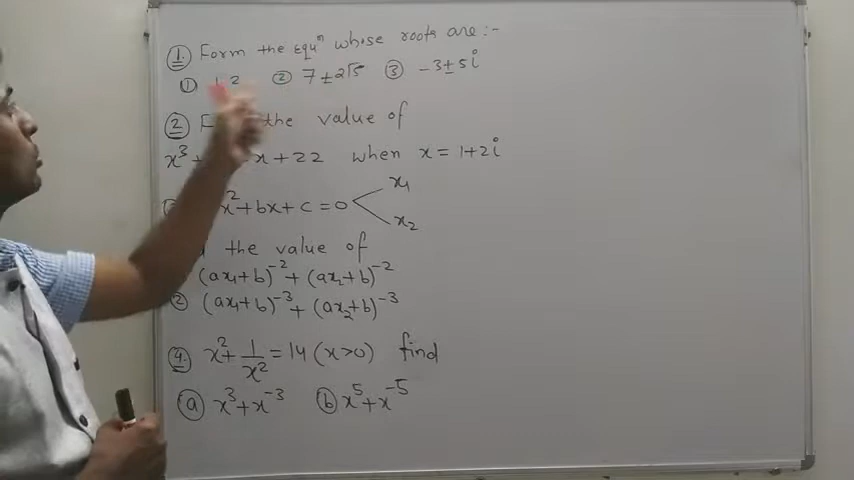 1. Form the equⁿ whose roots are :-
① 2 ② 7 ± 2√5 ③ -3 ± 5i
2. the value of
x³ + x + 22 when x = 1 + 2i
x² + bx + c = 0 < x₁
x₂
the value of
(ax₁ + b)⁻² + (ax₂ + b)⁻²
② (ax₁ + b)⁻³ + (ax₂ + b)⁻³
4. x² + 1/x² = 14 (x > 0) find
ⓐ x³ + x⁻³ ⓑ x⁵ + x⁻⁵